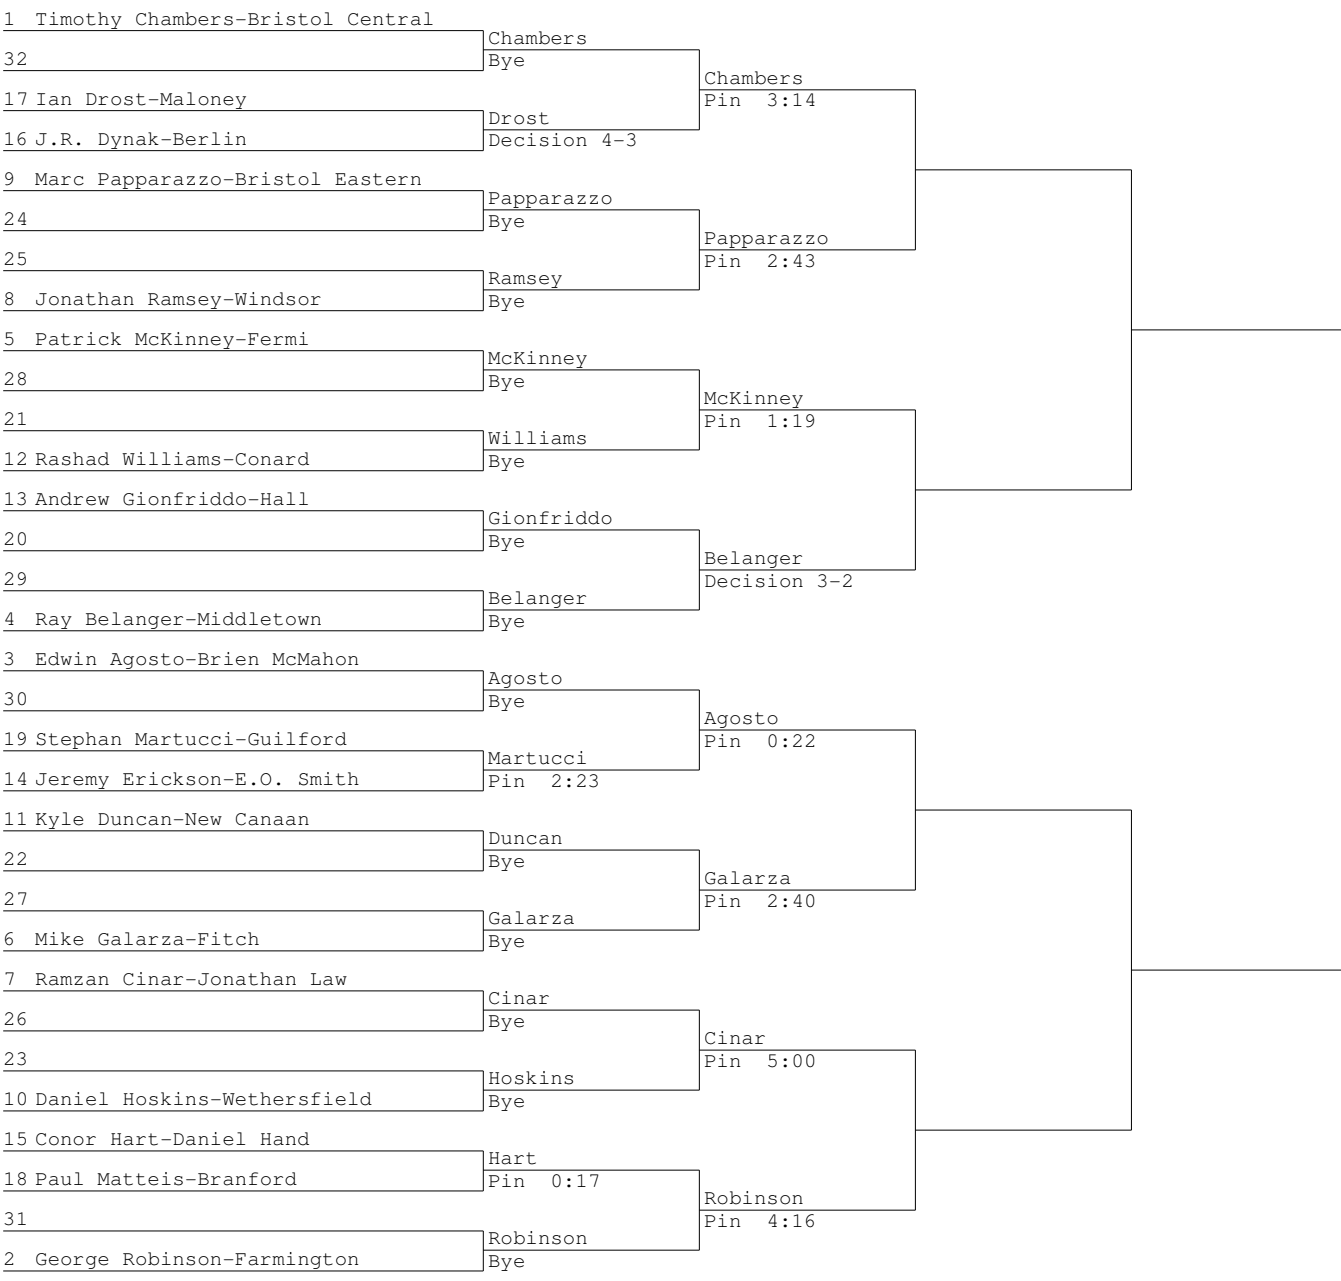 1 Timothy Chambers-Bristol Central
Chambers
32
Bye
Chambers
17 Ian Drost-Maloney
Pin 3:14
Drost
16 J.R. Dynak-Berlin
Decision 4-3
9 Marc Papparazzo-Bristol Eastern
Papparazzo
24
Bye
Papparazzo
25
Pin 2:43
Ramsey
8 Jonathan Ramsey-Windsor
Bye
5 Patrick McKinney-Fermi
McKinney
28
Bye
McKinney
21
Pin 1:19
Williams
12 Rashad Williams-Conard
Bye
13 Andrew Gionfriddo-Hall
Gionfriddo
20
Bye
Belanger
29
Decision 3-2
Belanger
4 Ray Belanger-Middletown
Bye
3 Edwin Agosto-Brien McMahon
Agosto
30
Bye
Agosto
19 Stephan Martucci-Guilford
Pin 0:22
Martucci
14 Jeremy Erickson-E.O. Smith
Pin 2:23
11 Kyle Duncan-New Canaan
Duncan
22
Bye
Galarza
27
Pin 2:40
Galarza
6 Mike Galarza-Fitch
Bye
7 Ramzan Cinar-Jonathan Law
Cinar
26
Bye
Cinar
23
Pin 5:00
Hoskins
10 Daniel Hoskins-Wethersfield
Bye
15 Conor Hart-Daniel Hand
Hart
18 Paul Matteis-Branford
Pin 0:17
Robinson
31
Pin 4:16
Robinson
2 George Robinson-Farmington
Bye